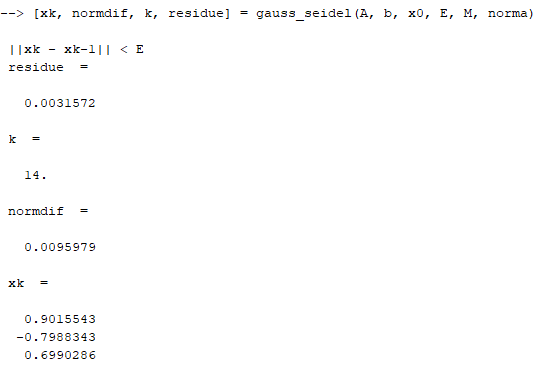 --> [xk, normdif, k, residue] = gauss_seidel(A, b, x0, E, M, norma)
||xk - xk-1|| < E
residue  =
0.0031572
k  =
14.
normdif  =
0.0095979
xk  =
0.9015543
-0.7988343
0.6990286